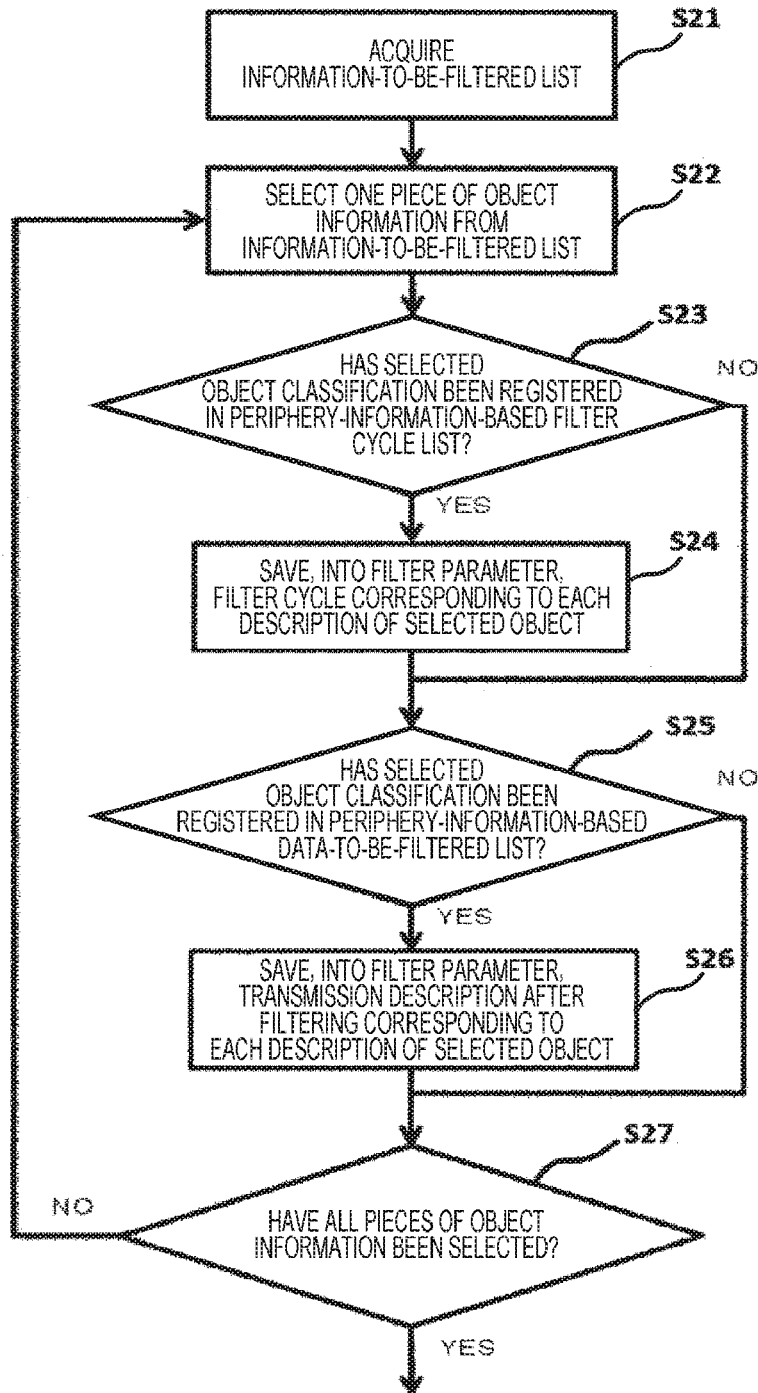 S21
ACQUIRE
INFORMATION-TO-BE-FILTERED LIST
S22
SELECT ONE PIECE OF OBJECT
INFORMATION FROM
INFORMATION-TO-BE-FILTERED LIST
S23
HAS SELECTED
OBJECT CLASSIFICATION BEEN REGISTERED
IN PERIPHERY-INFORMATION-BASED FILTER
CYCLE LIST?
NO
YES
S24
SAVE, INTO FILTER PARAMETER,
FILTER CYCLE CORRESPONDING TO EACH
DESCRIPTION OF SELECTED OBJECT
S25
HAS SELECTED
OBJECT CLASSIFICATION BEEN
REGISTERED IN PERIPHERY-INFORMATION-BASED
DATA-TO-BE-FILTERED LIST?
NO
YES
S26
SAVE, INTO FILTER PARAMETER,
TRANSMISSION DESCRIPTION AFTER
FILTERING CORRESPONDING TO
EACH DESCRIPTION OF SELECTED OBJECT
S27
NO
HAVE ALL PIECES OF OBJECT
INFORMATION BEEN SELECTED?
YES